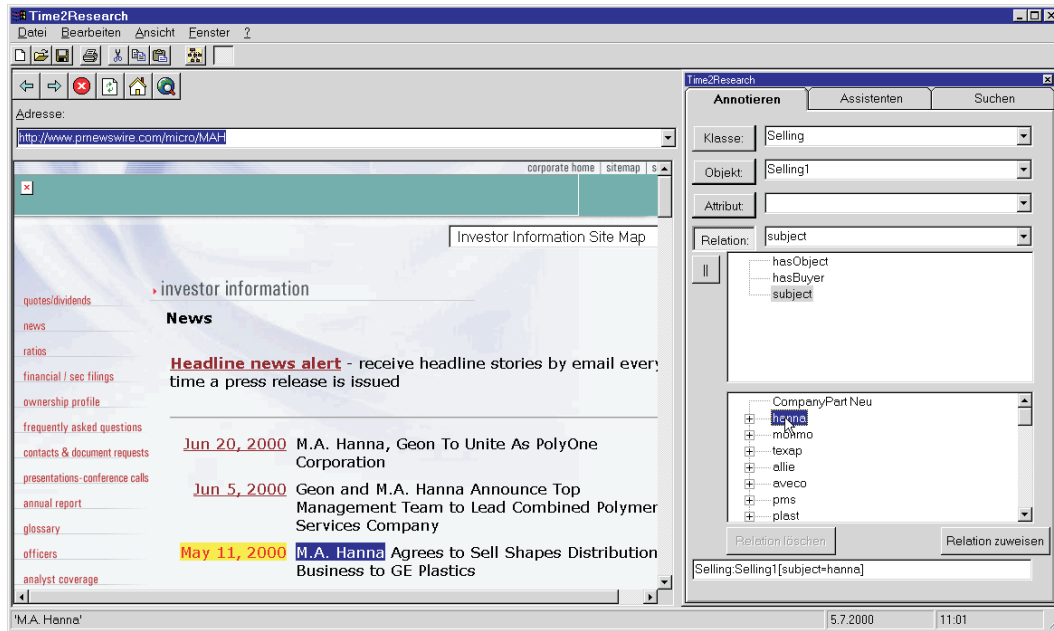 Time2Research
Datei Bearbeiten Ansicht Fenster ?
Adresse:
http://www.prnewswire.com/micro/MAH
corporate home | sitemap | s
Investor Information Site Map
investor information
News
Headline news alert - receive headline stories by email every
time a press release is issued
quotes/dividends
news
ratios
financial / sec filings
ownership profile
frequently asked questions
contacts & document requests
presentations-conference calls
annual report
glossary
officers
analyst coverage
Jun 20, 2000 M.A. Hanna, Geon To Unite As PolyOne
Corporation
Jun 5, 2000 Geon and M.A. Hanna Announce Top
Management Team to Lead Combined Polymer
Services Company
May 11, 2000 M.A. Hanna Agrees to Sell Shapes Distribution
Business to GE Plastics
Time2Research
Annotieren Assistenten Suchen
Klasse: Selling
Objekt: Selling1
Attribut:
Relation: subject
||
hasObject
hasBuyer
subject
CompanyPart Neu
hanna
mohmo
texap
allie
aveco
pms
plast
Relation löschen Relation zuweisen
Selling:Selling1[subject=hanna]
'M.A. Hanna' 5.7.2000 11:01